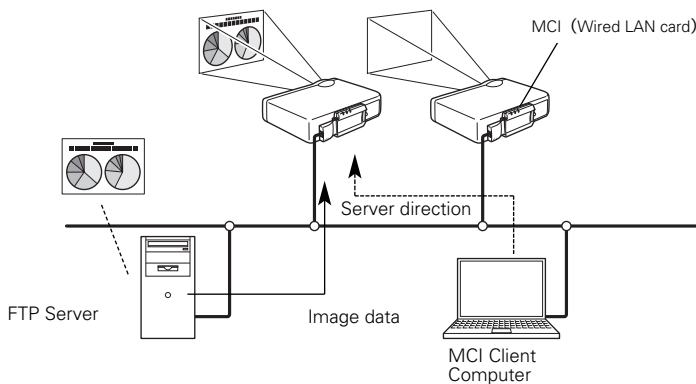 MCI (Wired LAN card)
Server direction
FTP Server
Image data
MCI Client
Computer